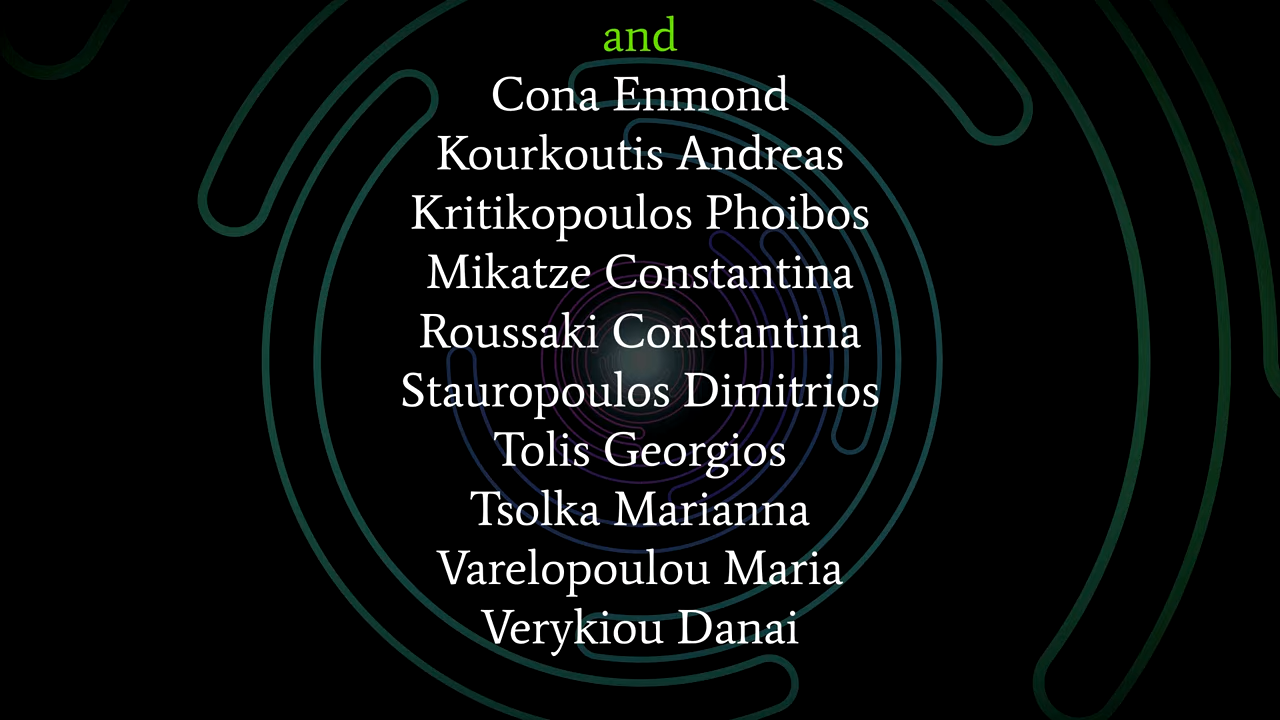 and
Cona Enmond
Kourkoutis Andreas
Kritikopoulos Phoibos
Mikatze Constantina
Roussaki Constantina
Stauropoulos Dimitrios
Tolis Georgios
Tsolka Marianna
Varelopoulou Maria
Verykiou Danai